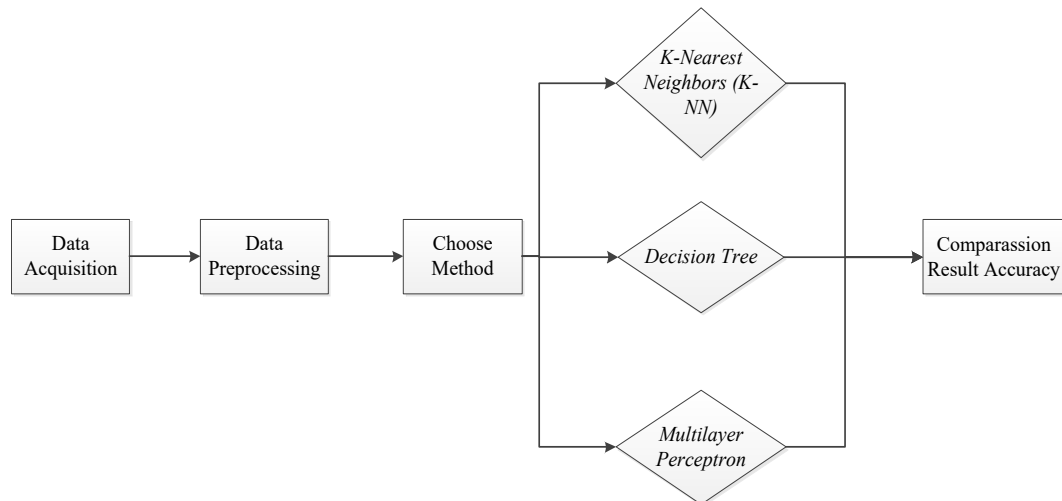 Data
Acquisition
Data
Preprocessing
Choose
Method
K-Nearest
Neighbors (K-
NN)
Decision Tree
Multilayer
Perceptron
Comparassion
Result Accuracy